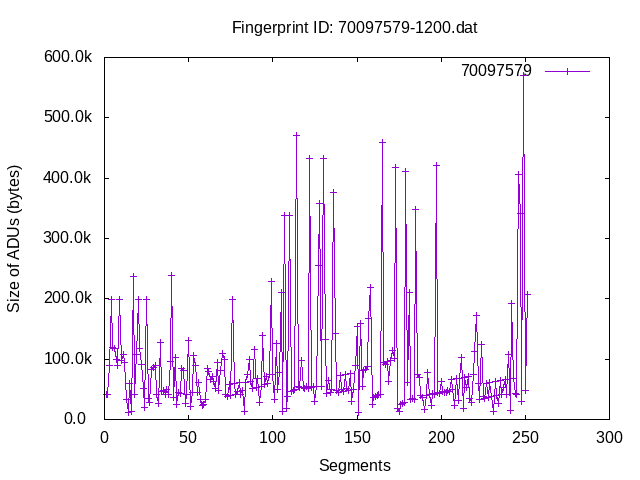 Fingerprint ID: 70097579-1200.dat
600.0k
70097579
500.0k
400.0k
300.0k
200.0k
100.0k
0.0
Size of ADUs (bytes)
0 50 100 150 200 250 300
Segments